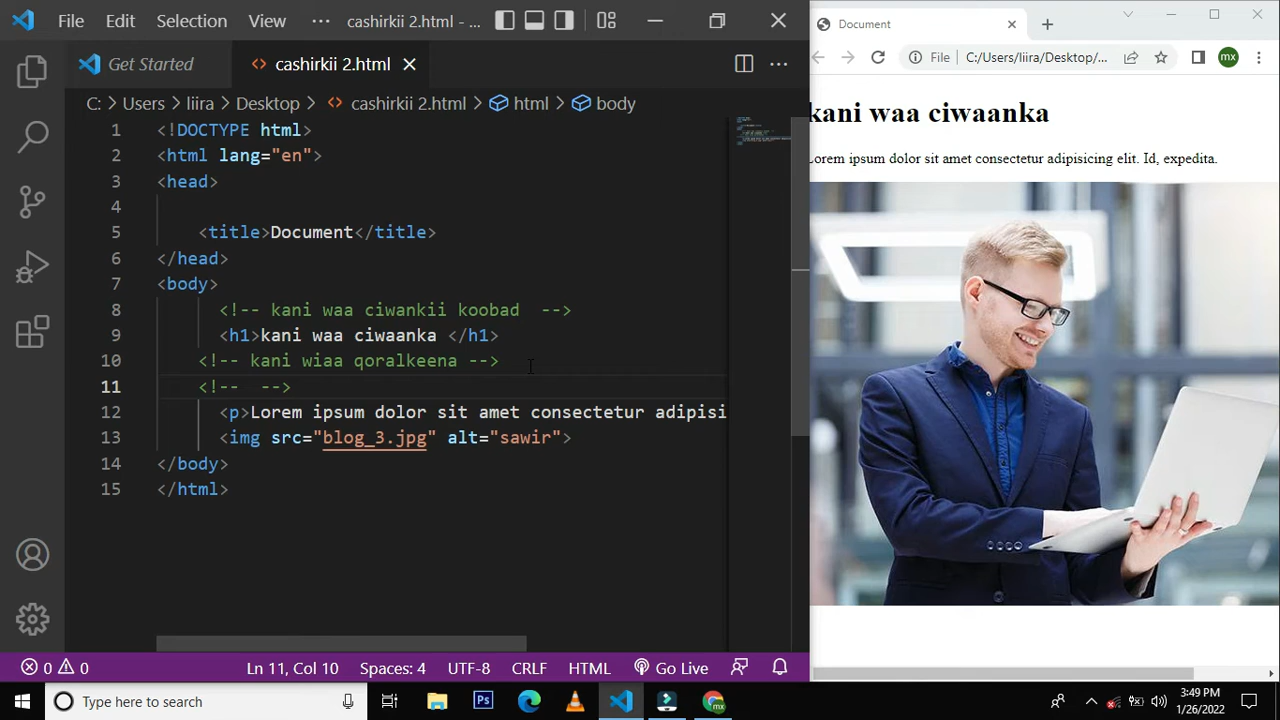 File Edit Selection View ··· cashirkii 2.html - ...
Get Started cashirkii 2.html
C: > Users > liira > Desktop > cashirkii 2.html > html > body
1 <!DOCTYPE html>
2 <html lang="en">
3 <head>
4
5 <title>Document</title>
6 </head>
7 <body>
8 <!-- kani waa ciwankii koobad -->
9 <h1>kani waa ciwaanka </h1>
10 <!-- kani wiaa qoralkeena -->
11 <!-- -->
12 <p>Lorem ipsum dolor sit amet consectetur adipisi
13 <img src="blog_3.jpg" alt="sawir">
14 </body>
15 </html>
0 0 Ln 11, Col 10 Spaces: 4 UTF-8 CRLF HTML Go Live
Document
File C:/Users/liira/Desktop/... mx
kani waa ciwaanka
Lorem ipsum dolor sit amet consectetur adipisicing elit. Id, expedita.
Type here to search Ps mx 3:49 PM
1/26/2022